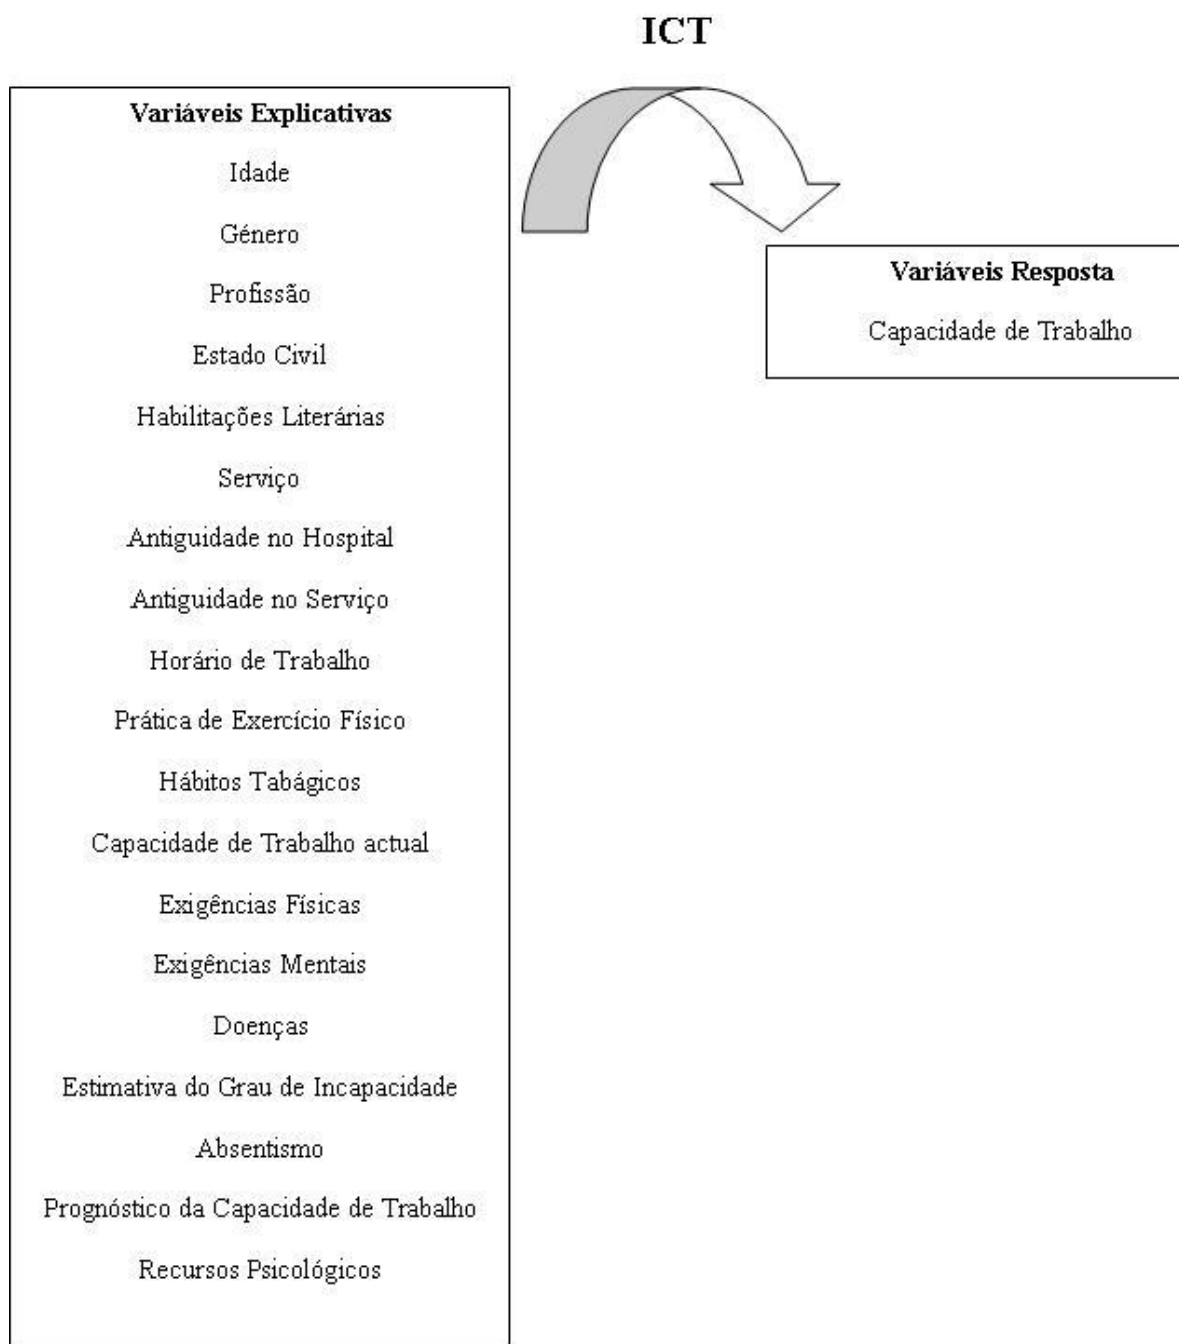 ICT
Variáveis Explicativas
Idade
Género
Profissão
Estado Civil
Habilitações Literárias
Serviço
Antiguidade no Hospital
Antiguidade no Serviço
Horário de Trabalho
Prática de Exercício Físico
Hábitos Tabágicos
Capacidade de Trabalho actual
Exigências Físicas
Exigências Mentais
Doenças
Estimativa do Grau de Incapacidade
Absentismo
Prognóstico da Capacidade de Trabalho
Recursos Psicológicos
Variáveis Resposta
Capacidade de Trabalho